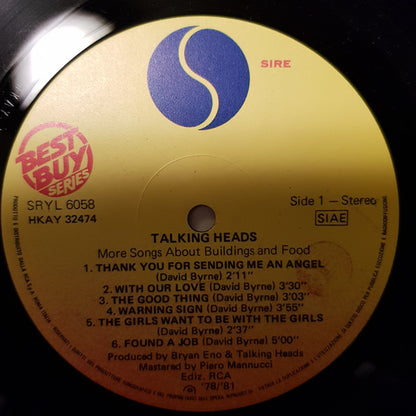 SIRE
BEST
BUY
SERIES
SRYL 6058
HKAY 32474
Side 1 – Stereo
SIAE
TALKING HEADS
More Songs About Buildings and Food
1. THANK YOU FOR SENDING ME AN ANGEL
(David Byrne) 2'11"
2. WITH OUR LOVE (David Byrne) 3'30"
3. THE GOOD THING (David Byrne) 3'03"
4. WARNING SIGN (David Byrne) 3'55"
5. THE GIRLS WANT TO BE WITH THE GIRLS
(David Byrne) 2'37"
6. FOUND A JOB (David Byrne) 5'00"
Produced by Bryan Eno & Talking Heads
Mastered by Piero Mannucci
Ediz. RCA
℗ '78/'81